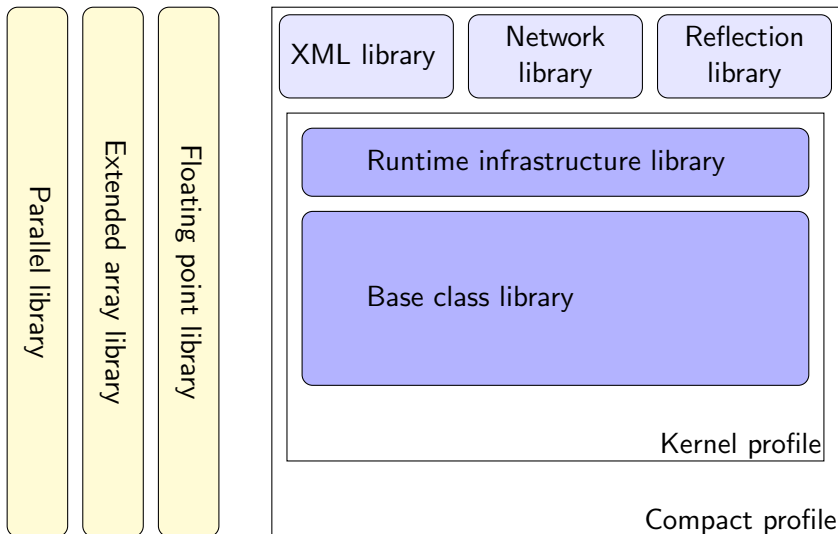 Parallel library
Extended array library
Floating point library
XML library
Network
library
Reflection
library
Runtime infrastructure library
Base class library
Kernel profile
Compact profile